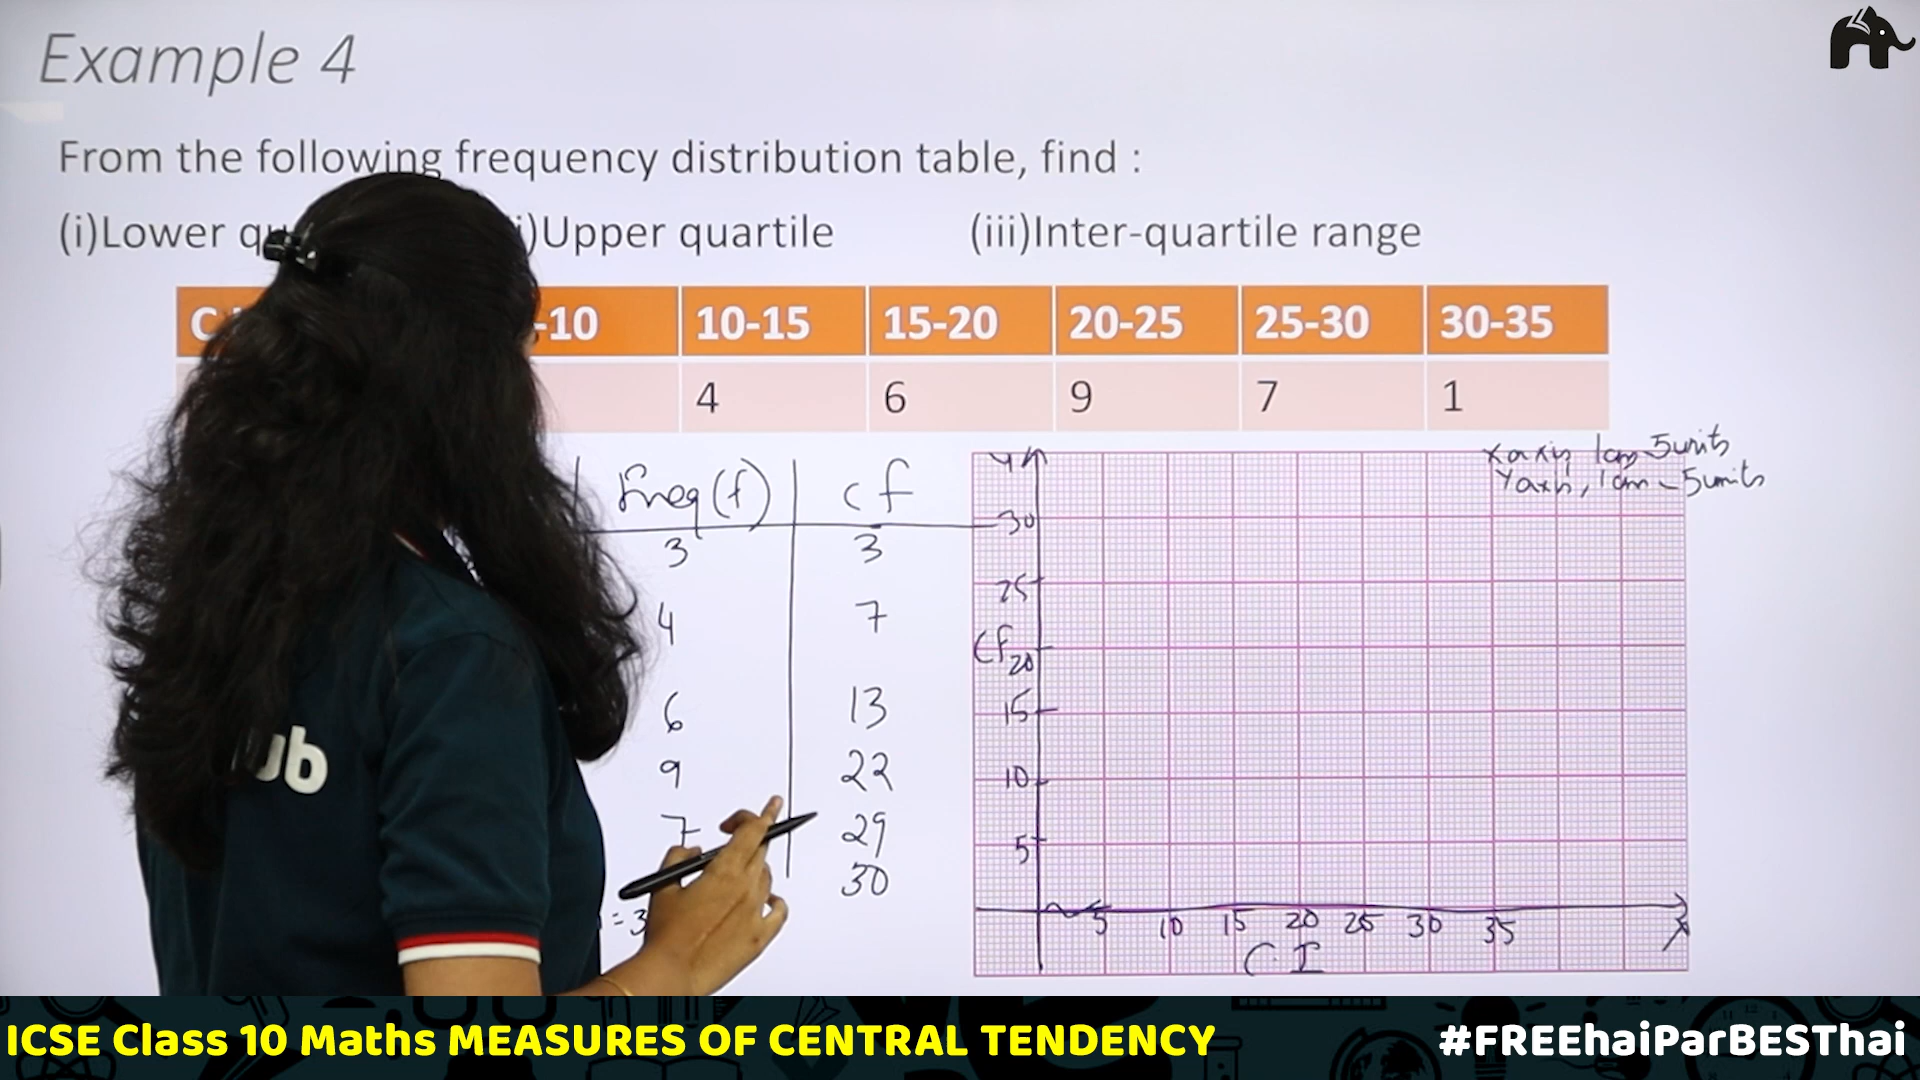 Example 4
From the following frequency distribution table, find :
(i)Lower )Upper quartile (iii)Inter-quartile range
C -10 10-15 15-20 20-25 25-30 30-35
4 6 9 7 1
X axis, 1cm 5units
Y axis, 1cm - 5units
Freq (f) cf
3 3
4 7
6 13
9 22
7 29
30
= 3
Y
30
25
cf
20
15
10
5
5 10 15 20 25 30 35
X
C.I
ub
ICSE Class 10 Maths MEASURES OF CENTRAL TENDENCY
#FREEhaiParBESThai